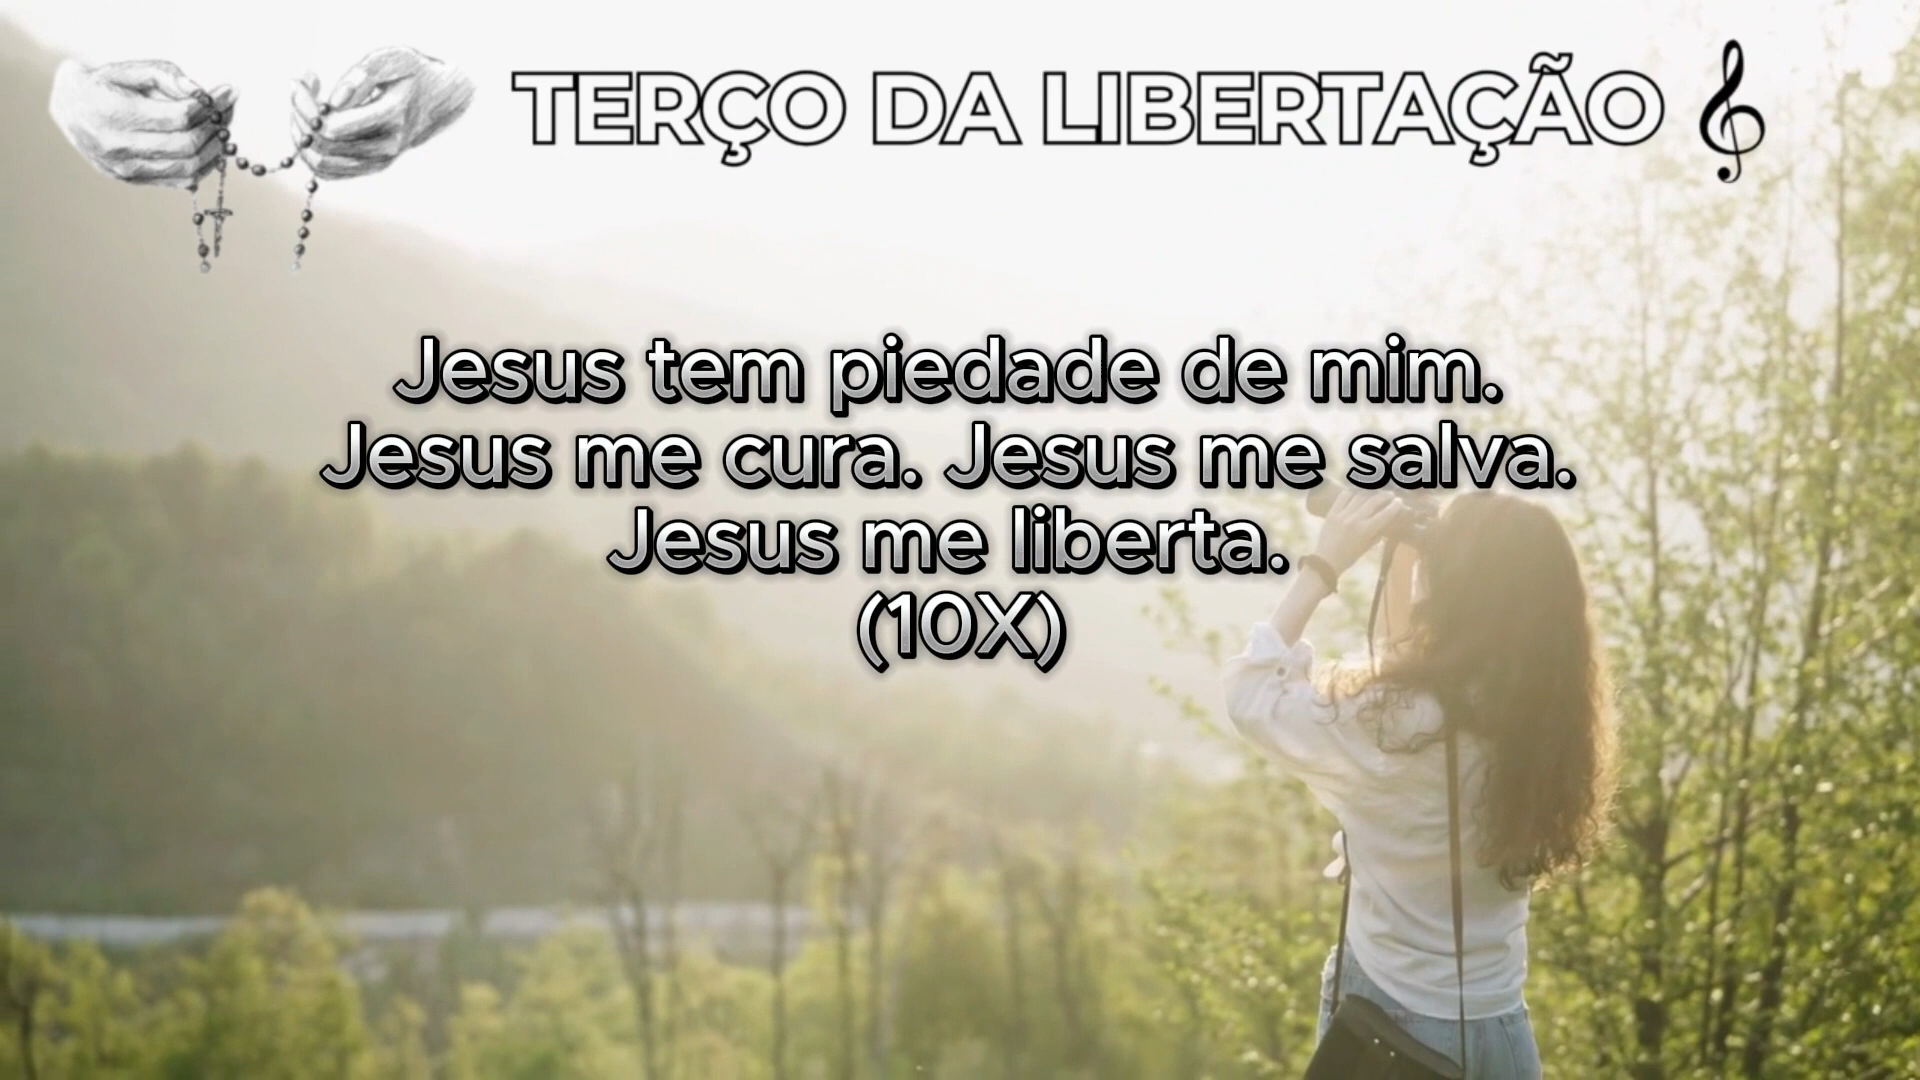 TERÇO DA LIBERTAÇÃO
Jesus tem piedade de mim.
Jesus me cura. Jesus me salva.
Jesus me liberta.
(10X)